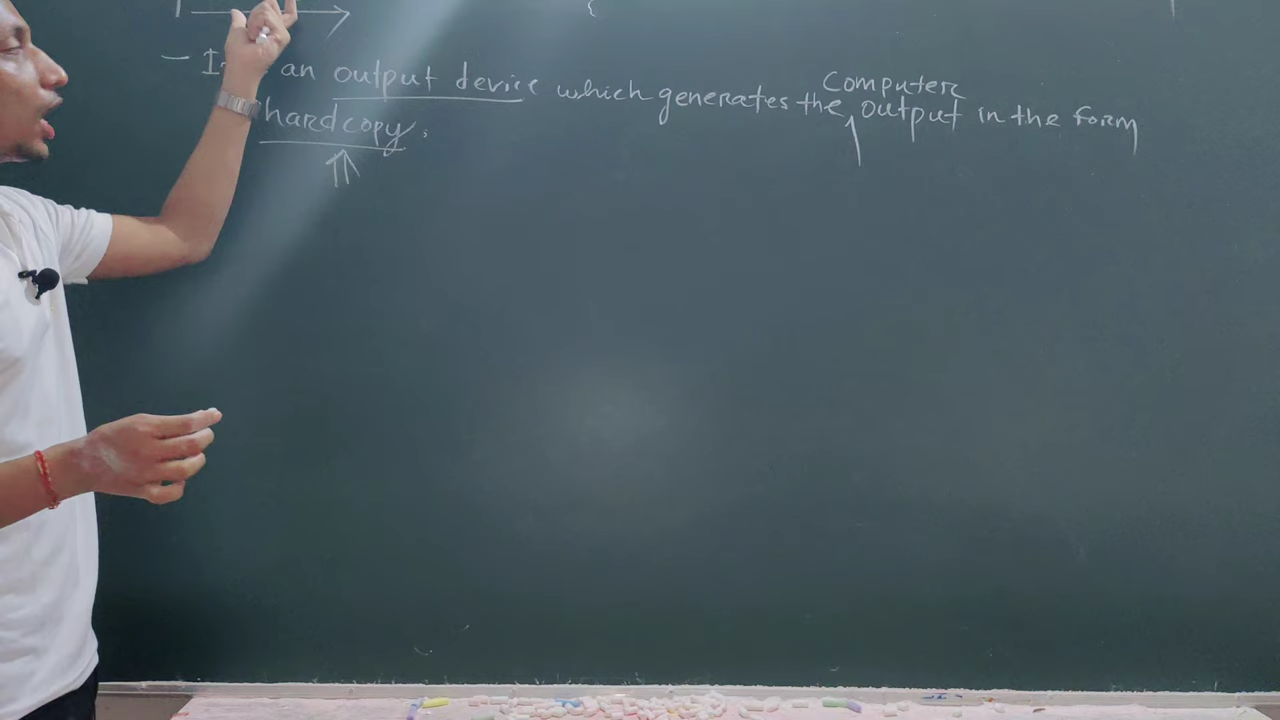 - I an output device which generates the computer output in the form
hardcopy.